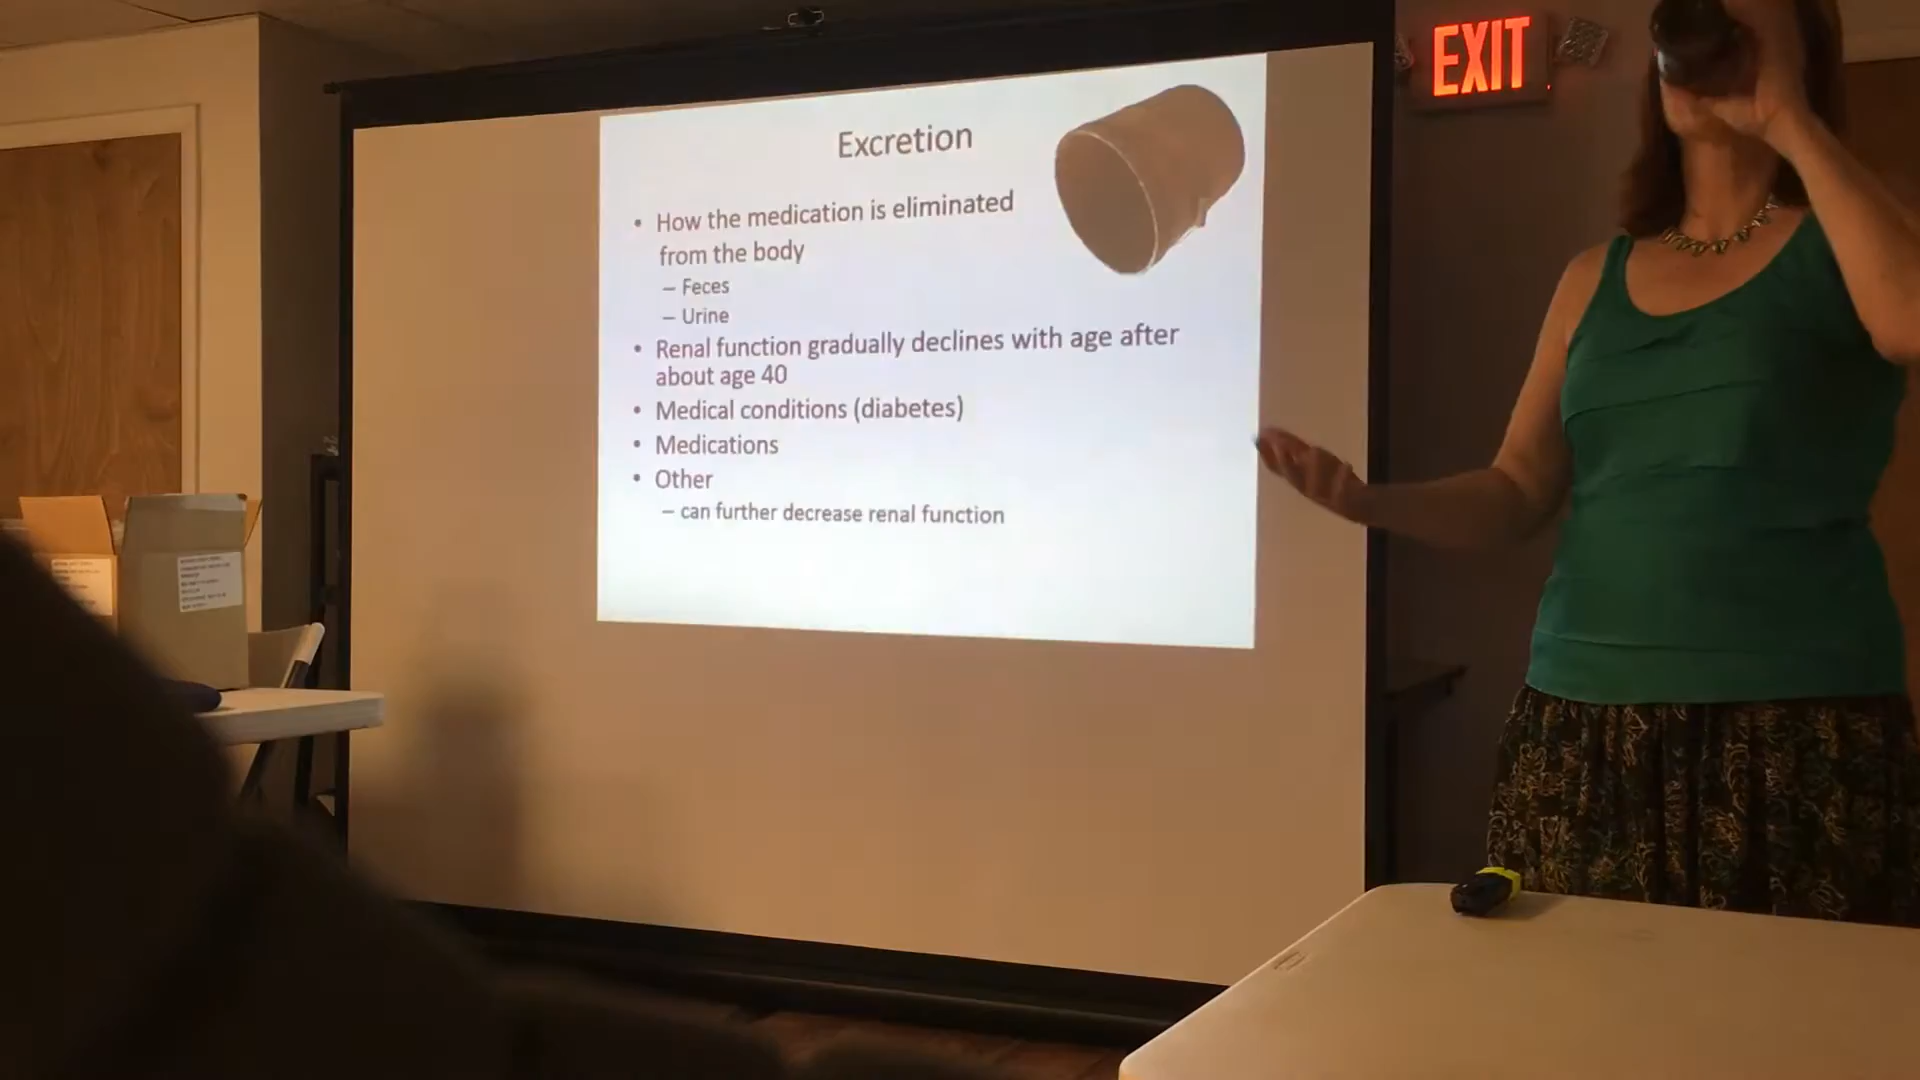 EXIT
Excretion
• How the medication is eliminated
from the body
– Feces
– Urine
• Renal function gradually declines with age after
about age 40
• Medical conditions (diabetes)
• Medications
• Other
– can further decrease renal function